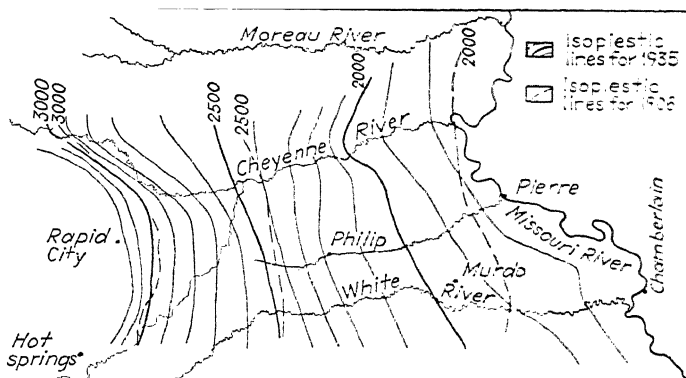 Moreau River
2000
2000
Isopiestic
lines for 1935
Isopiestic
lines for 1906
3000
3000
2500
2500
Cheyenne River
Pierre
Missouri River
Chamberlain
Rapid
City
Philip
Murdo
White River
Hot
springs